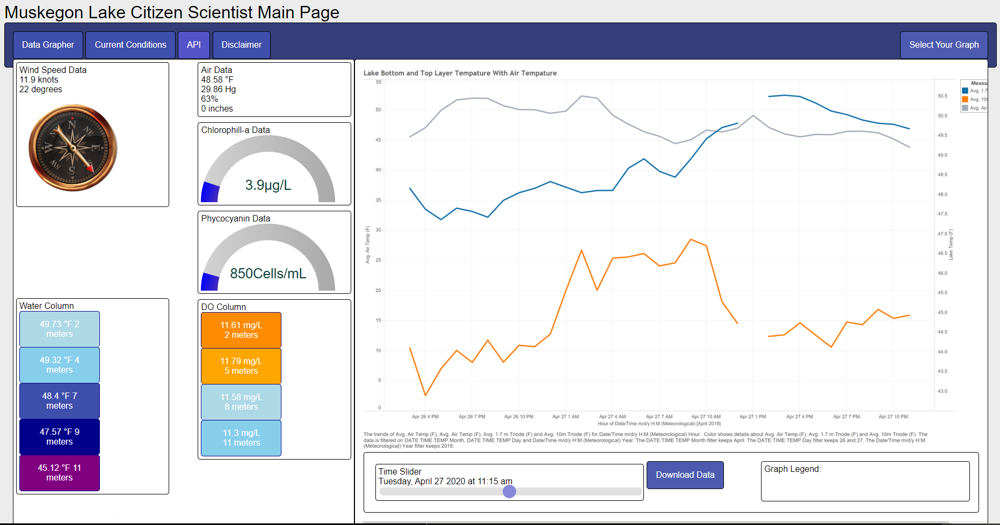 Muskegon Lake Citizen Scientist Main Page
Data Grapher
Current Conditions
API
Disclaimer
Select Your Graph
Wind Speed Data
11.9 knots
22 degrees
N
NE
E
S
S
SW
W
Air Data
48.58 °F
29.86 Hg
63%
0 inches
Chlorophill-a Data
3.9µg/L
Phycocyanin Data
850Cells/mL
Water Column
49.73 °F 2
meters
49.32 °F 4
meters
48.4 °F 7
meters
47.57 °F 9
meters
45.12 °F 11
meters
DO Column
11.61 mg/L
2 meters
11.79 mg/L
5 meters
11.58 mg/L
8 meters
11.3 mg/L
11 meters
Lake Bottom and Top Layer Tempature With Air Tempature
55
50
45
40
35
30
25
20
15
10
5
0
Avg. Air Temp (F)
50.5
50.0
49.5
49.0
48.5
48.0
47.5
47.0
46.5
46.0
45.5
45.0
44.5
44.0
43.5
43.0
Lake Temp (F)
Measu
Avg. 1.7
Avg. 10m
Avg. Air
Apr 26 4 PM
Apr 26 7 PM
Apr 26 10 PM
Apr 27 1 AM
Apr 27 4 AM
Apr 27 7 AM
Apr 27 10 AM
Apr 27 1 PM
Apr 27 4 PM
Apr 27 7 PM
Apr 27 10 PM
Hour of Date/Time m/d/y H:M (Meteorological) [April 2018]
The trends of Avg. Air Temp (F), Avg. Air Temp (F), Avg. 1.7 m Tnode (F) and Avg. 10m Tnode (F) for Date/Time m/d/y H:M (Meteorological) Hour. Color shows details about Avg. Air Temp (F), Avg. 1.7 m Tnode (F) and Avg. 10m Tnode (F). The
data is filtered on DATE TIME TEMP Month, DATE TIME TEMP Day and Date/Time m/d/y H:M (Meteorological) Year. The DATE TIME TEMP Month filter keeps April. The DATE TIME TEMP Day filter keeps 26 and 27. The Date/Time m/d/y H:M
(Meteorological) Year filter keeps 2018.
Time Slider
Tuesday, April 27 2020 at 11:15 am
Download Data
Graph Legend: